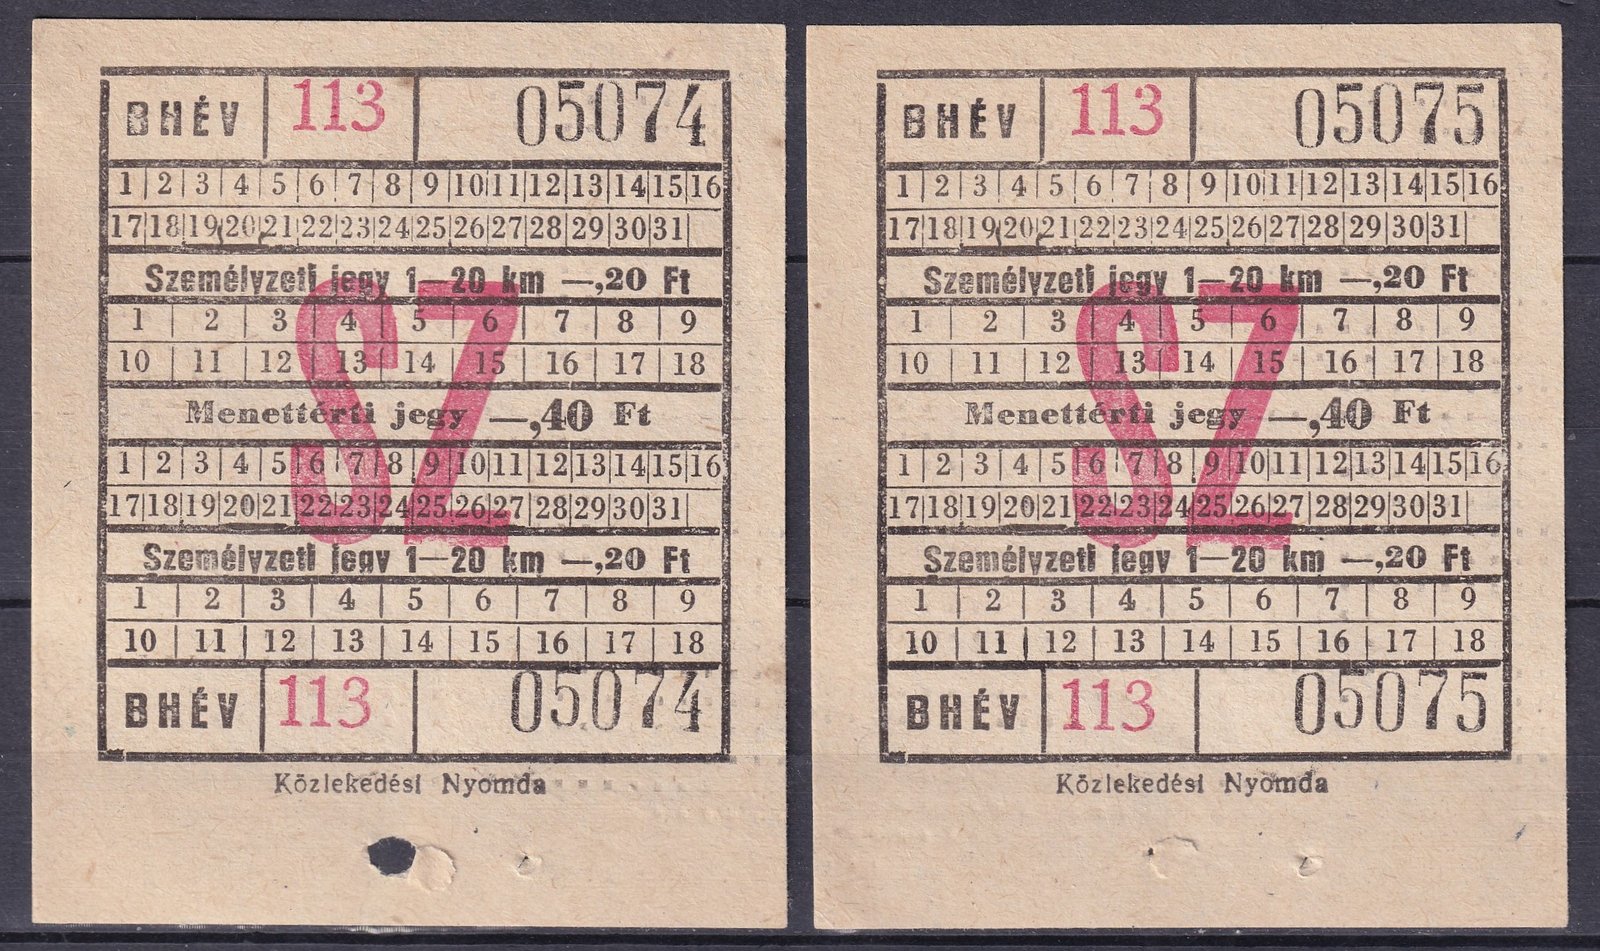 BHÉV 113 05074
1 2 3 4 5 6 7 8 9 10 11 12 13 14 15 16
17 18 19 20 21 22 23 24 25 26 27 28 29 30 31
Személyzeti jegy 1—20 km —,20 Ft
1 2 3 4 5 6 7 8 9
10 11 12 13 14 15 16 17 18
SZ
Menettérti jegy —,40 Ft
1 2 3 4 5 6 7 8 9 10 11 12 13 14 15 16
17 18 19 20 21 22 23 24 25 26 27 28 29 30 31
Személyzeti jegy 1—20 km —,20 Ft
1 2 3 4 5 6 7 8 9
10 11 12 13 14 15 16 17 18
BHÉV 113 05074
Közlekedési Nyomda
BHÉV 113 05075
1 2 3 4 5 6 7 8 9 10 11 12 13 14 15 16
17 18 19 20 21 22 23 24 25 26 27 28 29 30 31
Személyzeti jegy 1—20 km —,20 Ft
1 2 3 4 5 6 7 8 9
10 11 12 13 14 15 16 17 18
SZ
Menettérti jegy —,40 Ft
1 2 3 4 5 6 7 8 9 10 11 12 13 14 15 16
17 18 19 20 21 22 23 24 25 26 27 28 29 30 31
Személyzeti jegy 1—20 km —,20 Ft
1 2 3 4 5 6 7 8 9
10 11 12 13 14 15 16 17 18
BHÉV 113 05075
Közlekedési Nyomda